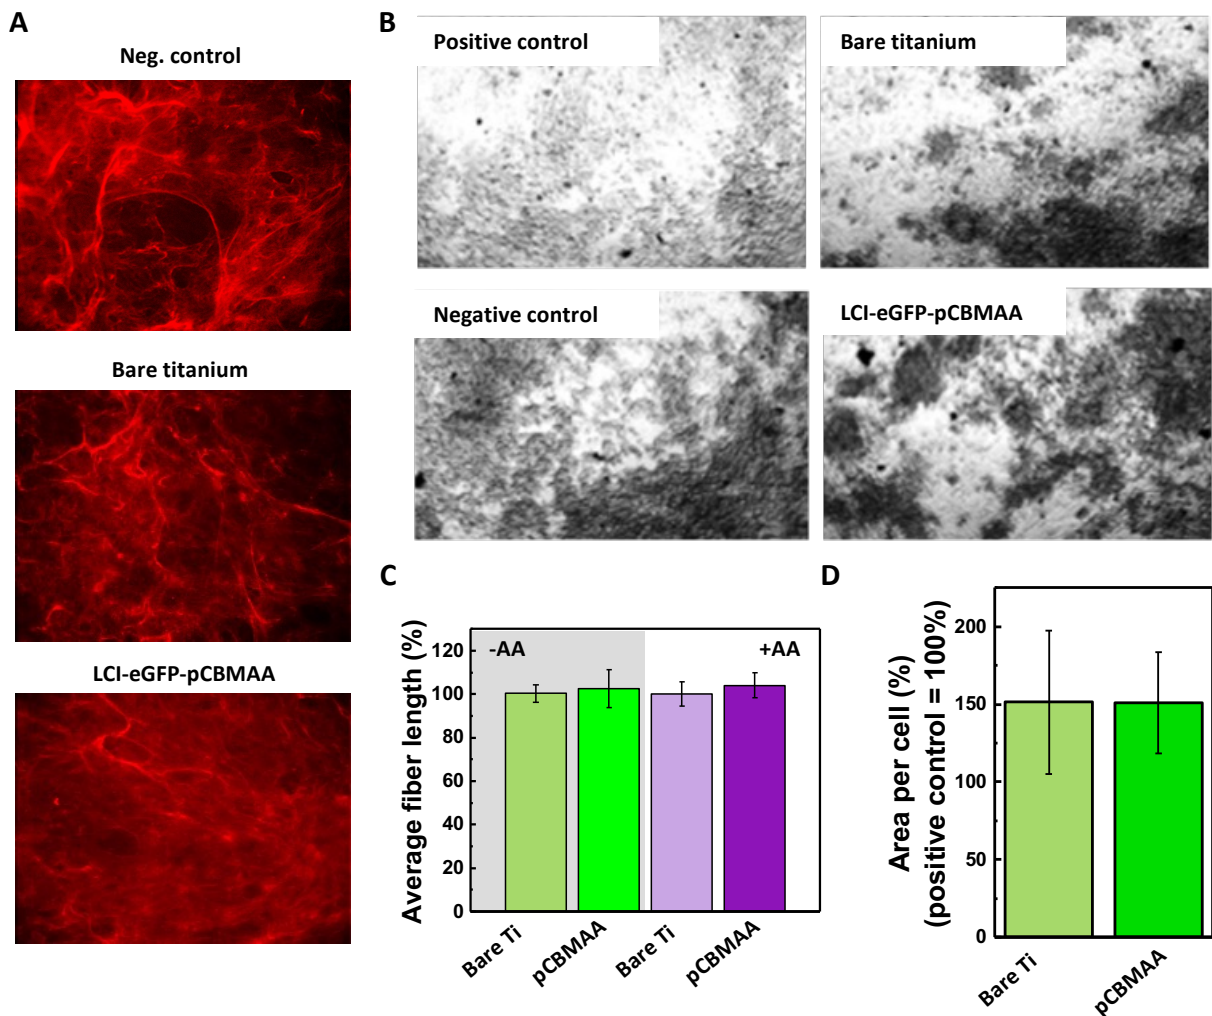 A
Neg. control
Bare titanium
LCI-eGFP-pCBMAA
B
Positive control
Bare titanium
Negative control
LCI-eGFP-pCBMAA
C
Average fiber length (%)
120
100
80
60
40
20
0
-AA
+AA
Bare Ti
pCBMAA
Bare Ti
pCBMAA
D
Area per cell (%)
(positive control = 100%)
200
150
100
50
0
Bare Ti
pCBMAA